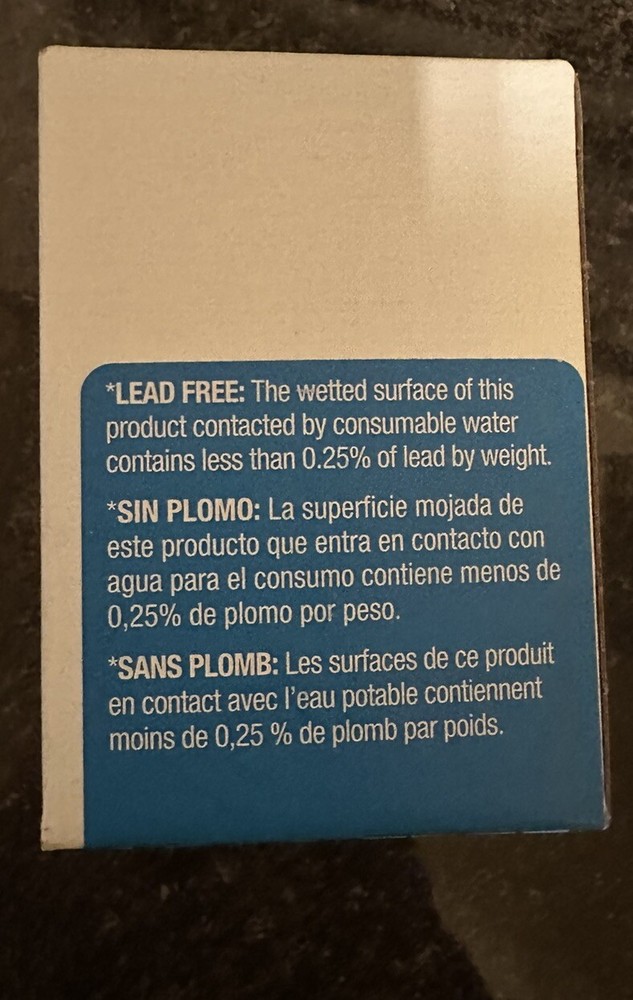 *LEAD FREE: The wetted surface of this
product contacted by consumable water
contains less than 0.25% of lead by weight.
*SIN PLOMO: La superficie mojada de
este producto que entra en contacto con
agua para el consumo contiene menos de
0,25% de plomo por peso.
*SANS PLOMB: Les surfaces de ce produit
en contact avec l'eau potable contiennent
moins de 0,25 % de plomb par poids.